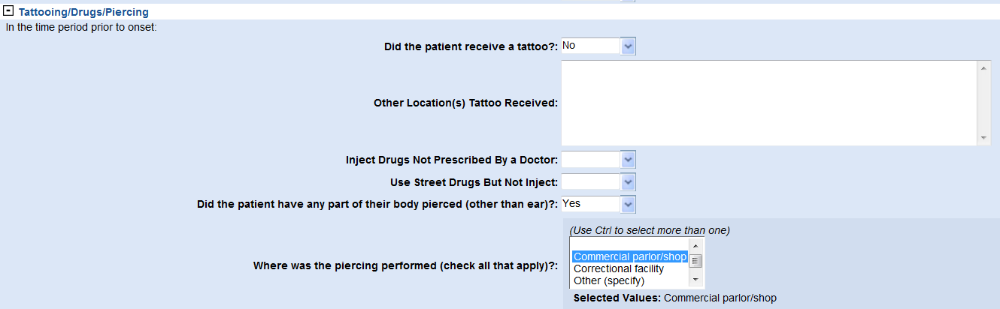 Tattooing/Drugs/Piercing
In the time period prior to onset:
Did the patient receive a tattoo?: No
Other Location(s) Tattoo Received:
Inject Drugs Not Prescribed By a Doctor:
Use Street Drugs But Not Inject:
Did the patient have any part of their body pierced (other than ear)?: Yes
(Use Ctrl to select more than one)
Where was the piercing performed (check all that apply)?:
Commercial parlor/shop
Correctional facility
Other (specify)
Selected Values: Commercial parlor/shop